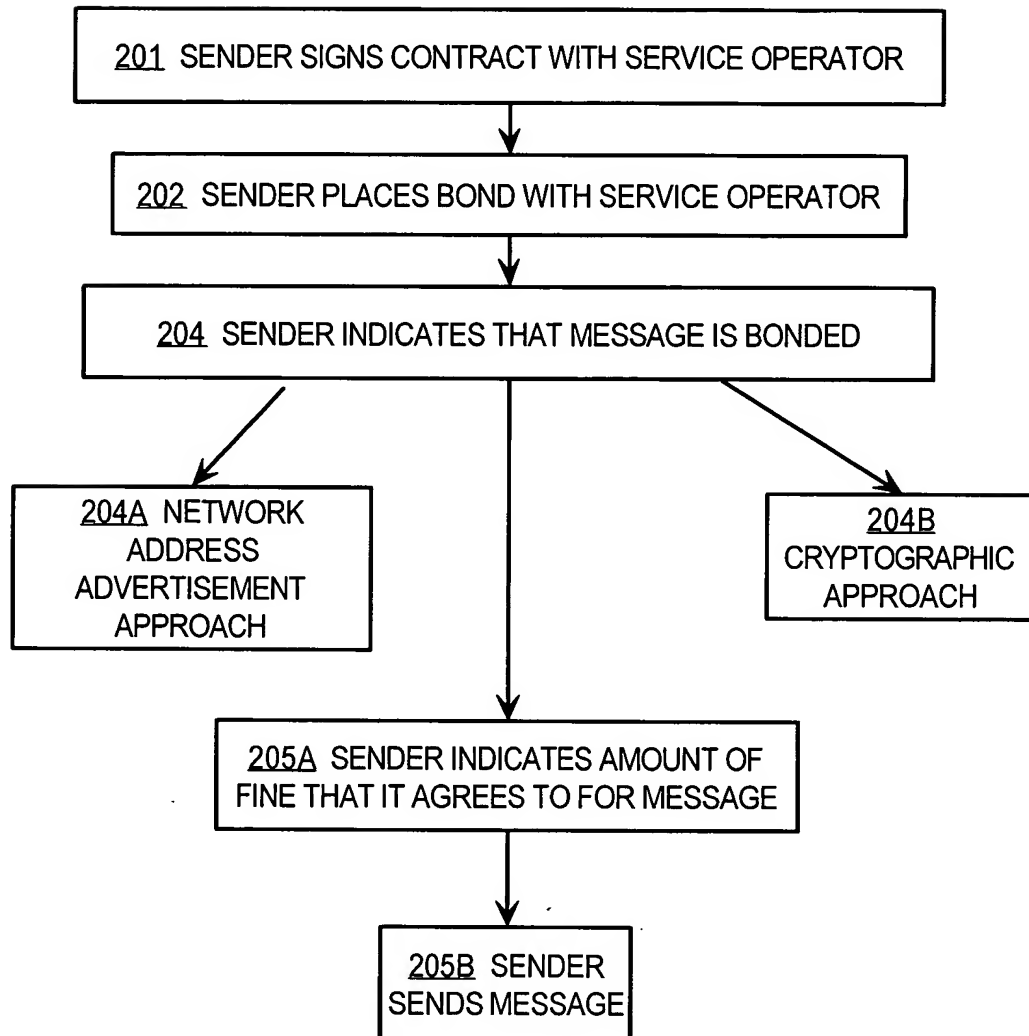 201 SENDER SIGNS CONTRACT WITH SERVICE OPERATOR
202 SENDER PLACES BOND WITH SERVICE OPERATOR
204 SENDER INDICATES THAT MESSAGE IS BONDED
204A NETWORK
ADDRESS
ADVERTISEMENT
APPROACH
204B
CRYPTOGRAPHIC
APPROACH
205A SENDER INDICATES AMOUNT OF
FINE THAT IT AGREES TO FOR MESSAGE
205B SENDER
SENDS MESSAGE